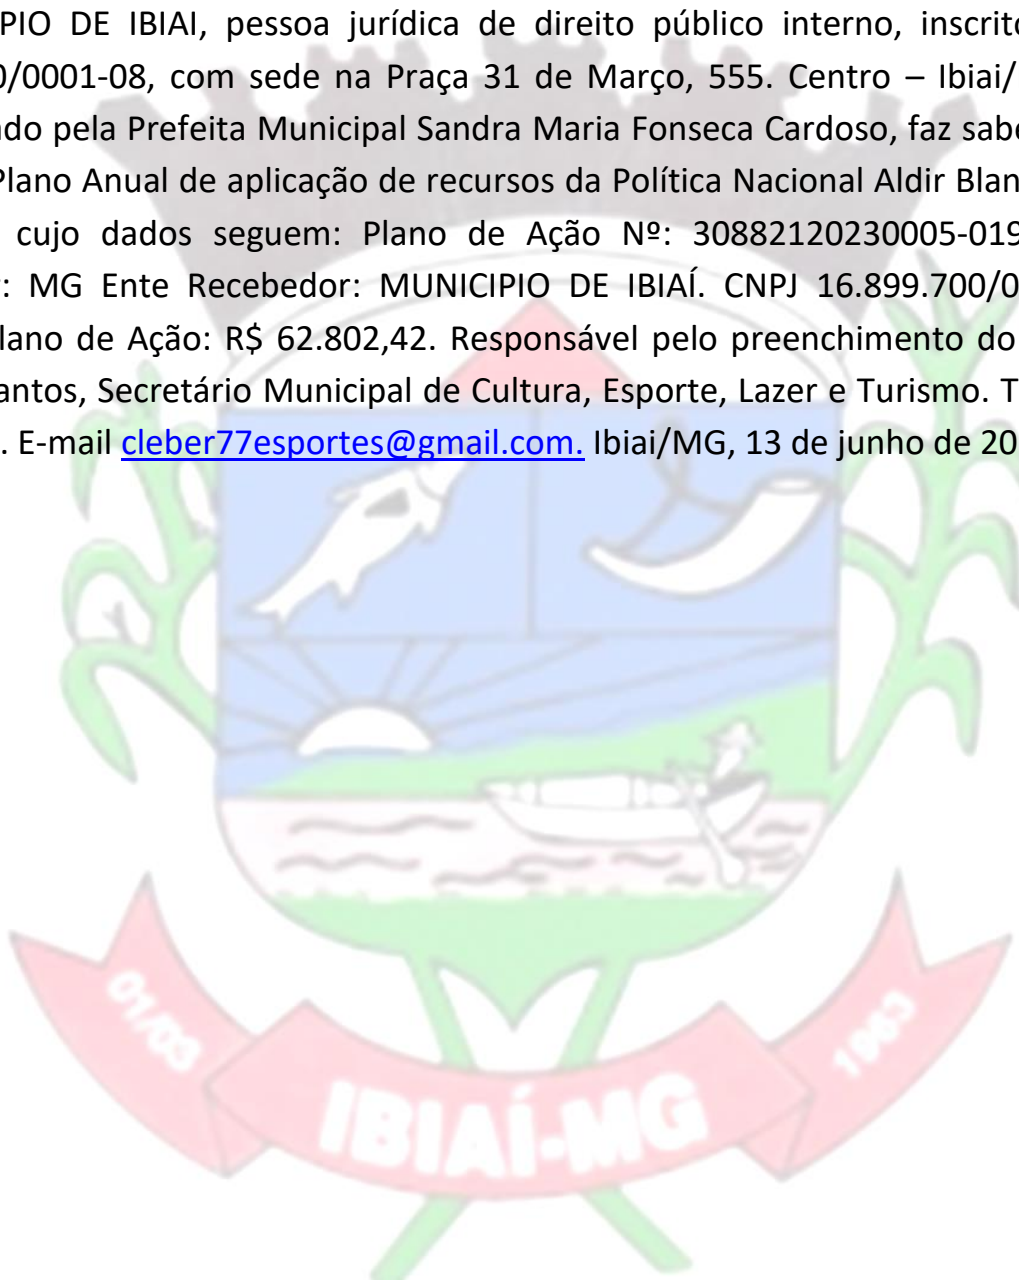 PIO DE IBIAI, pessoa jurídica de direito público interno, inscrito
0/0001-08, com sede na Praça 31 de Março, 555. Centro – Ibiai/
do pela Prefeita Municipal Sandra Maria Fonseca Cardoso, faz sabe
Plano Anual de aplicação de recursos da Política Nacional Aldir Blan
cujo dados seguem: Plano de Ação Nº: 30882120230005-019
: MG Ente Recebedor: MUNICIPIO DE IBIAÍ. CNPJ 16.899.700/0
lano de Ação: R$ 62.802,42. Responsável pelo preenchimento do
antos, Secretário Municipal de Cultura, Esporte, Lazer e Turismo. T
. E-mail cleber77esportes@gmail.com. Ibiai/MG, 13 de junho de 20
01/03
1963
IBIAÍ-MG